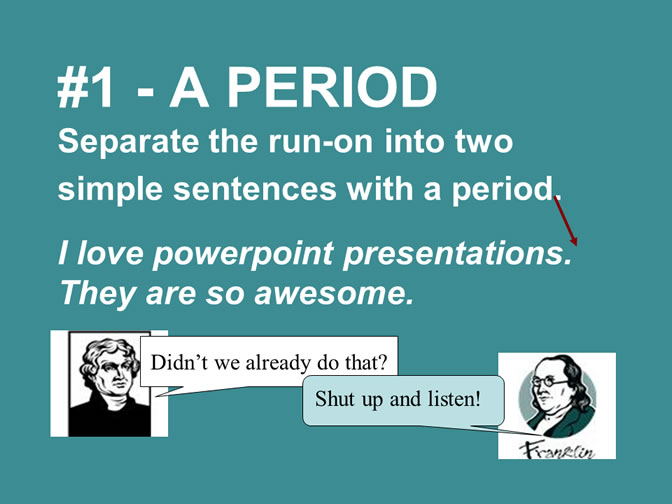 #1 - A PERIOD
Separate the run-on into two
simple sentences with a period.
I love powerpoint presentations.
They are so awesome.
Didn’t we already do that?
Shut up and listen!
Franklin